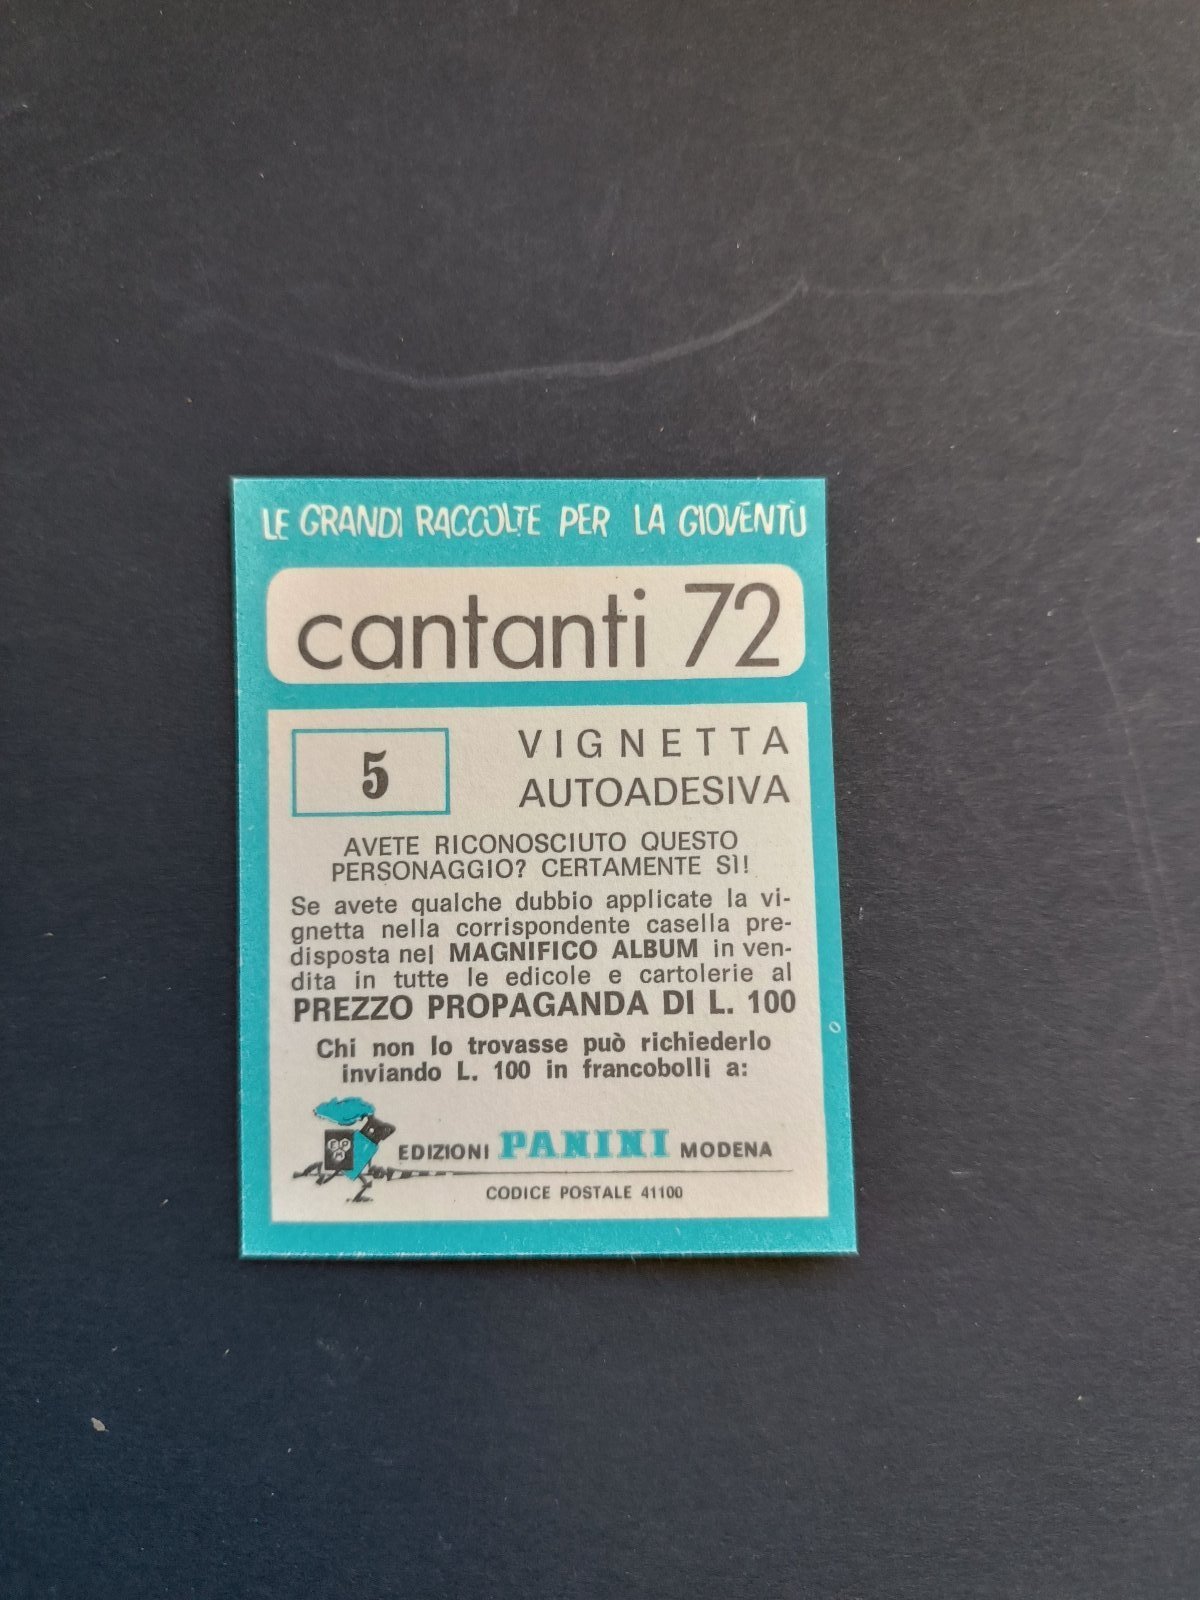 LE GRANDI RACCOLTE PER LA GIOVENTÙ
cantanti 72
5
VIGNETTA
AUTOADESIVA
AVETE RICONOSCIUTO QUESTO
PERSONAGGIO? CERTAMENTE SÌ!
Se avete qualche dubbio applicate la vi-
gnetta nella corrispondente casella pre-
disposta nel MAGNIFICO ALBUM in ven-
dita in tutte le edicole e cartolerie al
PREZZO PROPAGANDA DI L. 100
Chi non lo trovasse può richiederlo
inviando L. 100 in francobolli a:
EDIZIONI PANINI MODENA
CODICE POSTALE 41100